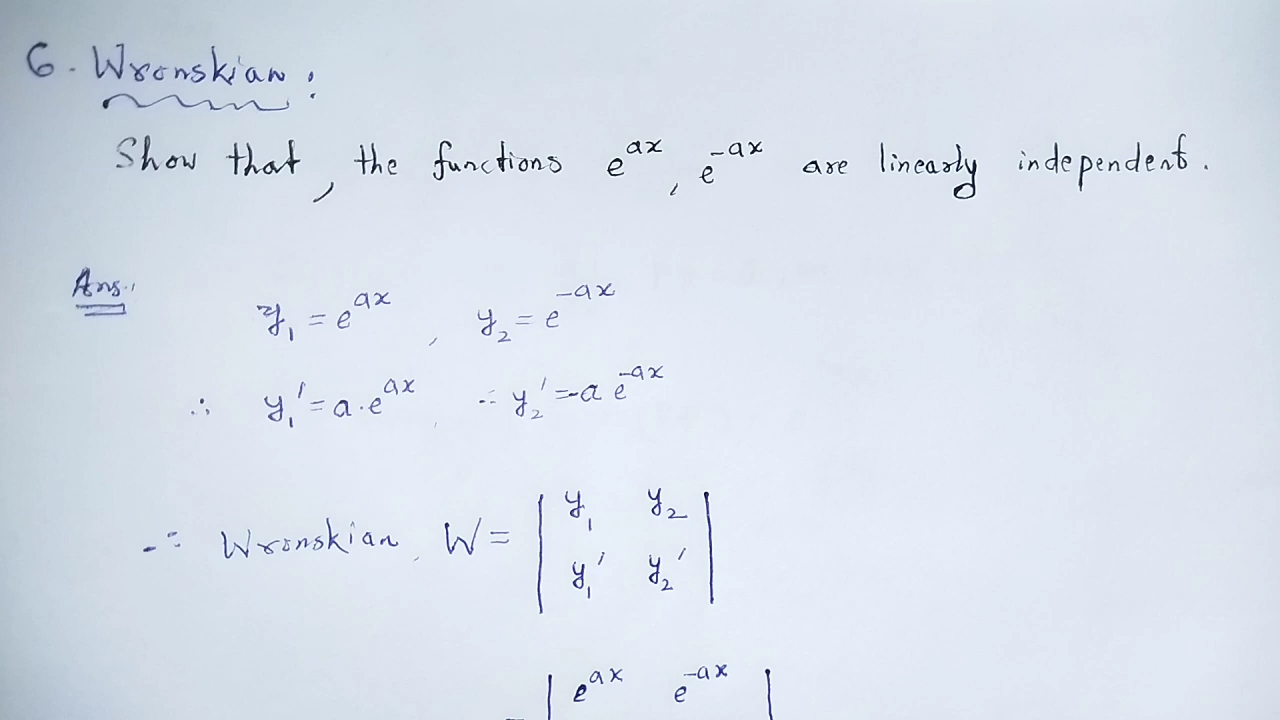 6. Wronskian :
Show that, the functions e^{ax}, e^{-ax} are linearly independent.
Ans.
y₁ = e^{ax}, y₂ = e^{-ax}
∴ y₁' = a·e^{ax}, ∴ y₂' = -a e^{-ax}
∴ Wronskian, W = | y₁ y₂ |
| y₁' y₂' |
= | e^{ax} e^{-ax} |